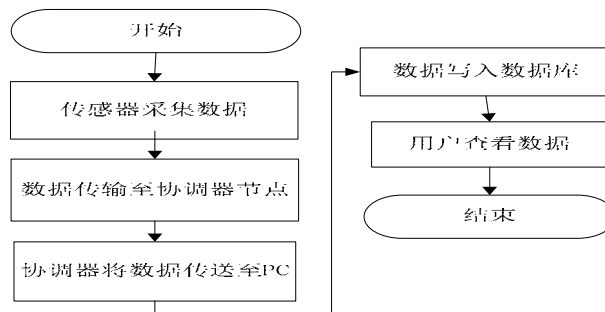 开始
传感器采集数据
数据传输至协调器节点
协调器将数据传送至PC
数据写入数据库
用户查看数据
结束